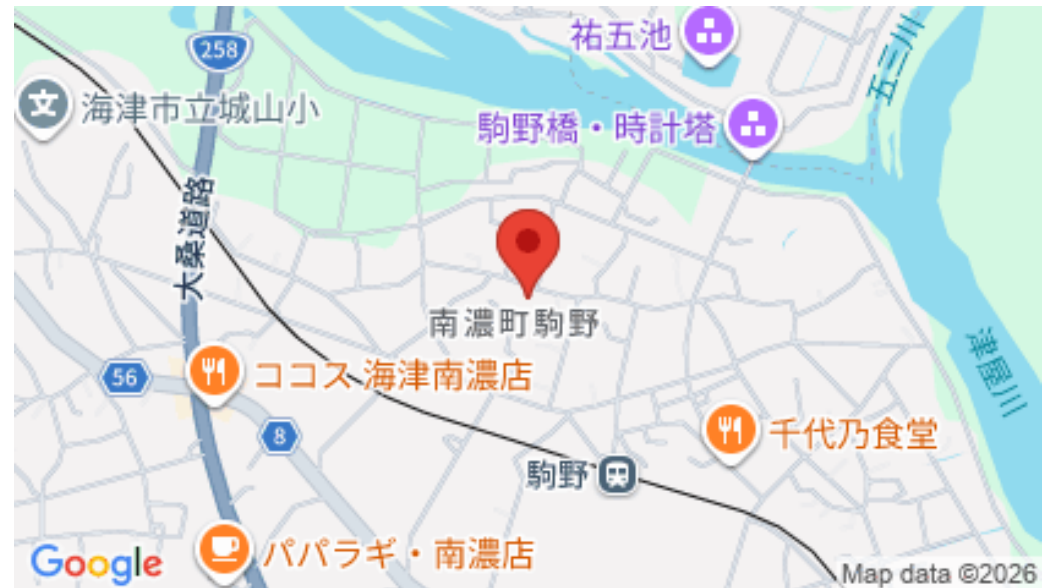 258
祐五池
五三川
海津市立城山小
駒野橋・時計塔
大桑道路
南濃町駒野
津屋川
56
ココス 海津南濃店
8
千代乃食堂
駒野
パパラギ・南濃店
Google
Map data ©2026